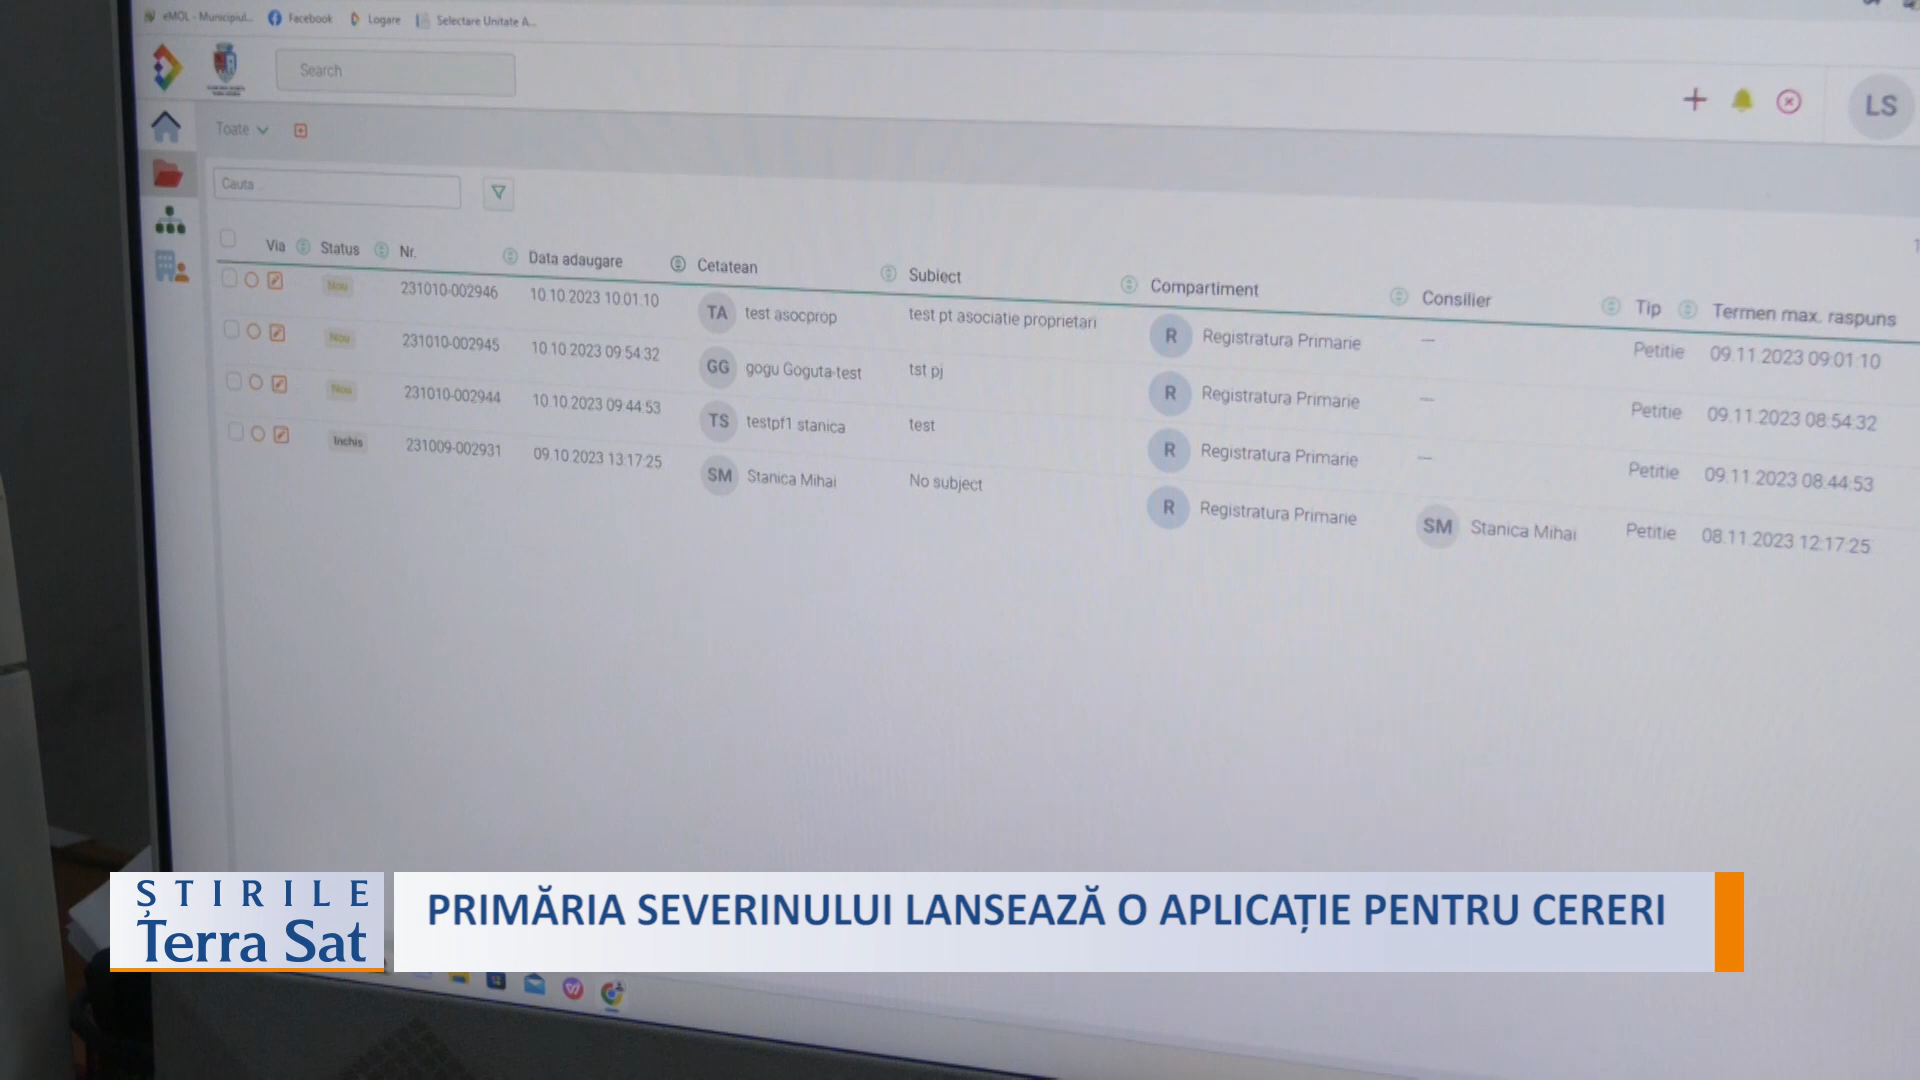 eMOL - Municipiul... Facebook Logare Selectare Unitate A...
Search
LS
Toate
Cauta ..
Via Status Nr. Data adaugare Cetatean Subiect Compartiment Consilier Tip Termen max. raspuns
Nou 231010-002946 10.10.2023 10:01:10 TA test asocprop test pt asociatie proprietari R Registratura Primarie — Petitie 09.11.2023 09:01:10
Nou 231010-002945 10.10.2023 09:54:32 GG gogu Goguta-test tst pj R Registratura Primarie — Petitie 09.11.2023 08:54:32
Nou 231010-002944 10.10.2023 09:44:53 TS testpf1 stanica test R Registratura Primarie — Petitie 09.11.2023 08:44:53
Inchis 231009-002931 09.10.2023 13:17:25 SM Stanica Mihai No subject R Registratura Primarie SM Stanica Mihai Petitie 08.11.2023 12:17:25
ȘTIRILE
Terra Sat
PRIMĂRIA SEVERINULUI LANSEAZĂ O APLICAȚIE PENTRU CERERI